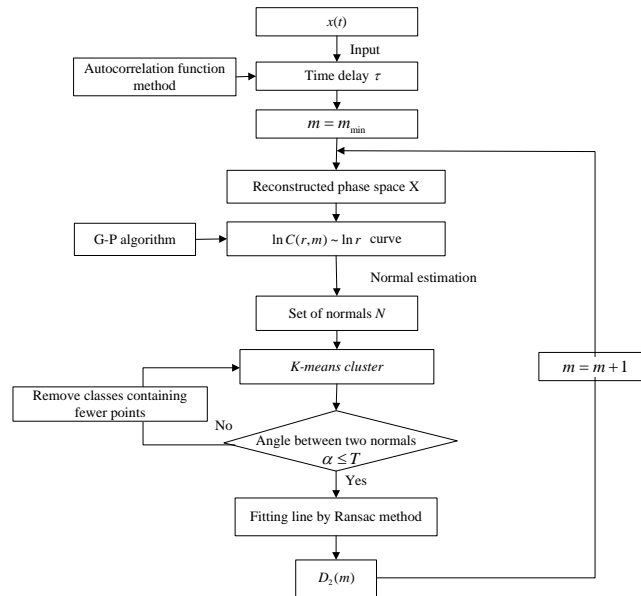 x(t)
Input
Autocorrelation function
method
Time delay τ
m = m_min
Reconstructed phase space X
G-P algorithm
ln C(r, m) ~ ln r curve
Normal estimation
Set of normals N
K-means cluster
m = m + 1
Remove classes containing
fewer points
No
Angle between two normals
α ≤ T
Yes
Fitting line by Ransac method
D₂(m)